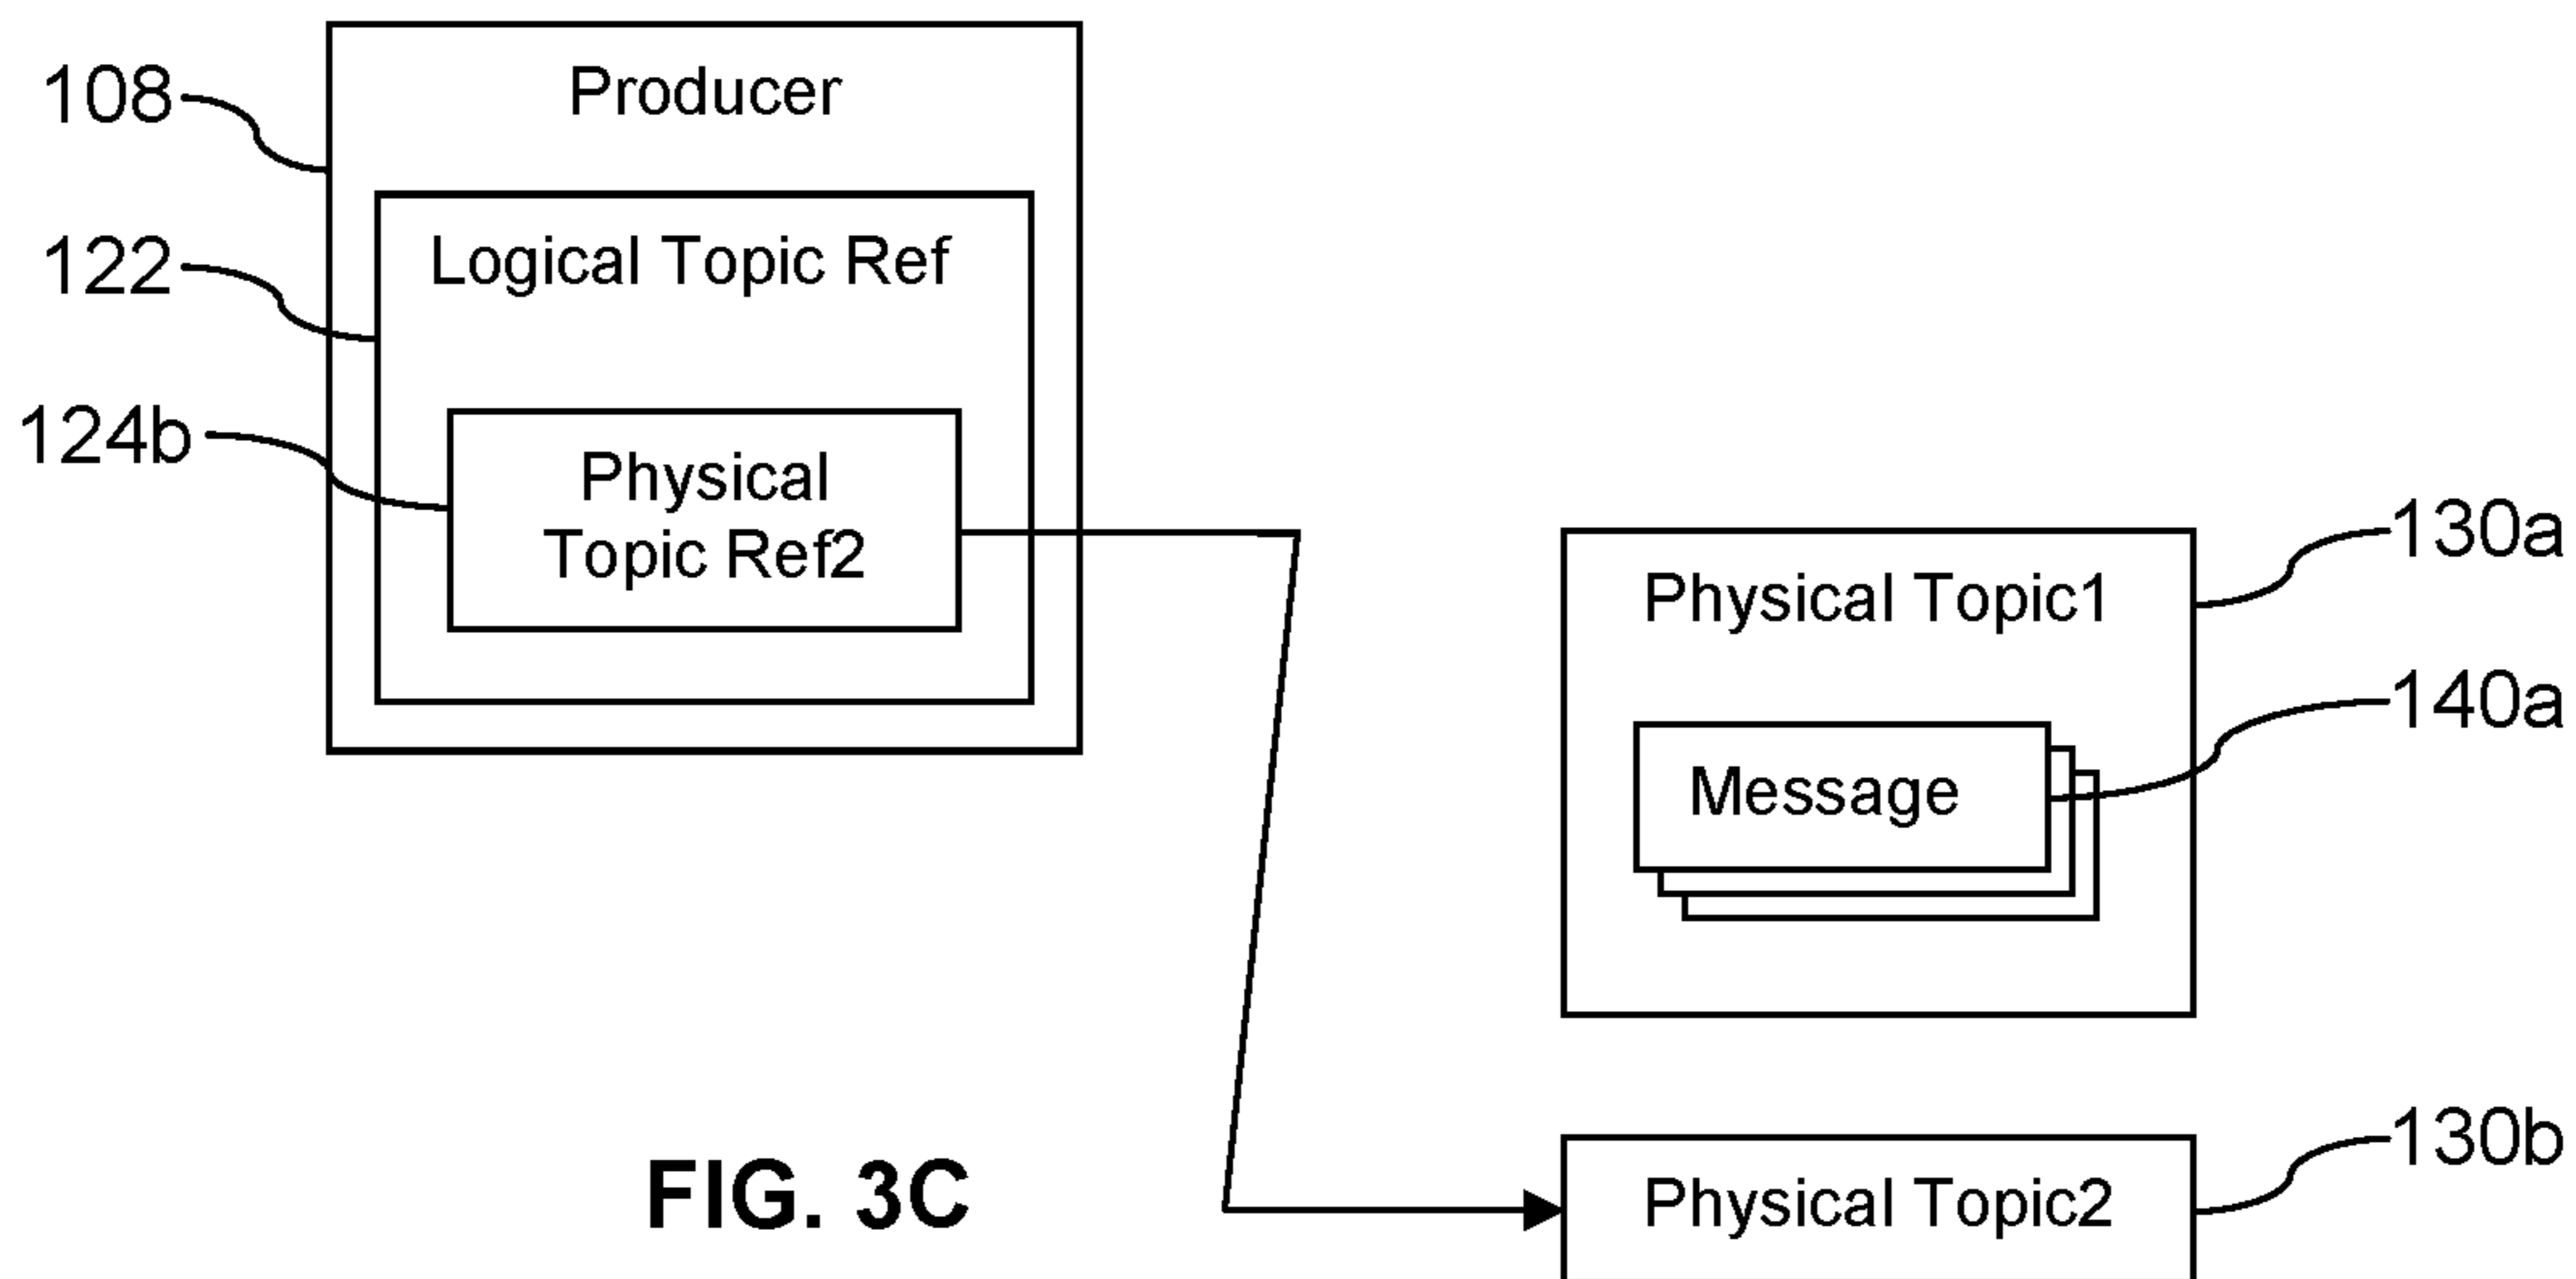 108
Producer
122
Logical Topic Ref
124b
Physical
Topic Ref2
130a
Physical Topic1
140a
Message
130b
Physical Topic2
FIG. 3C